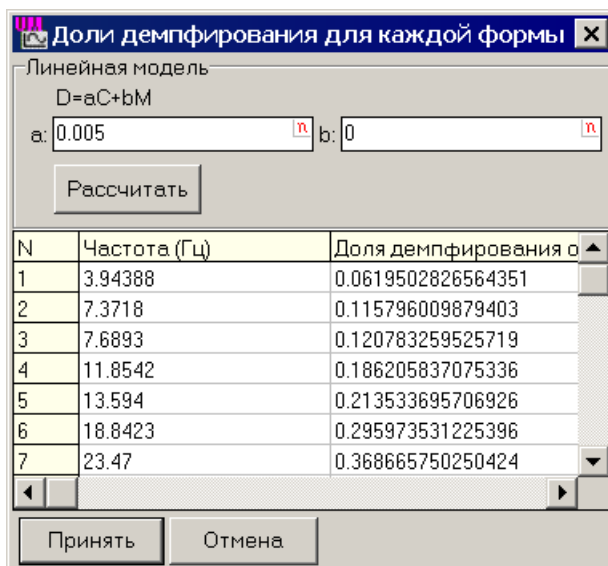 Доли демпфирования для каждой формы
Линейная модель
D=aC+bM
a: 0.005 n b: 0 n
Рассчитать
N Частота (Гц) Доля демпфирования о
1 3.94388 0.0619502826564351
2 7.3718 0.115796009879403
3 7.6893 0.120783259525719
4 11.8542 0.186205837075336
5 13.594 0.213533695706926
6 18.8423 0.295973531225396
7 23.47 0.368665750250424
Принять Отмена